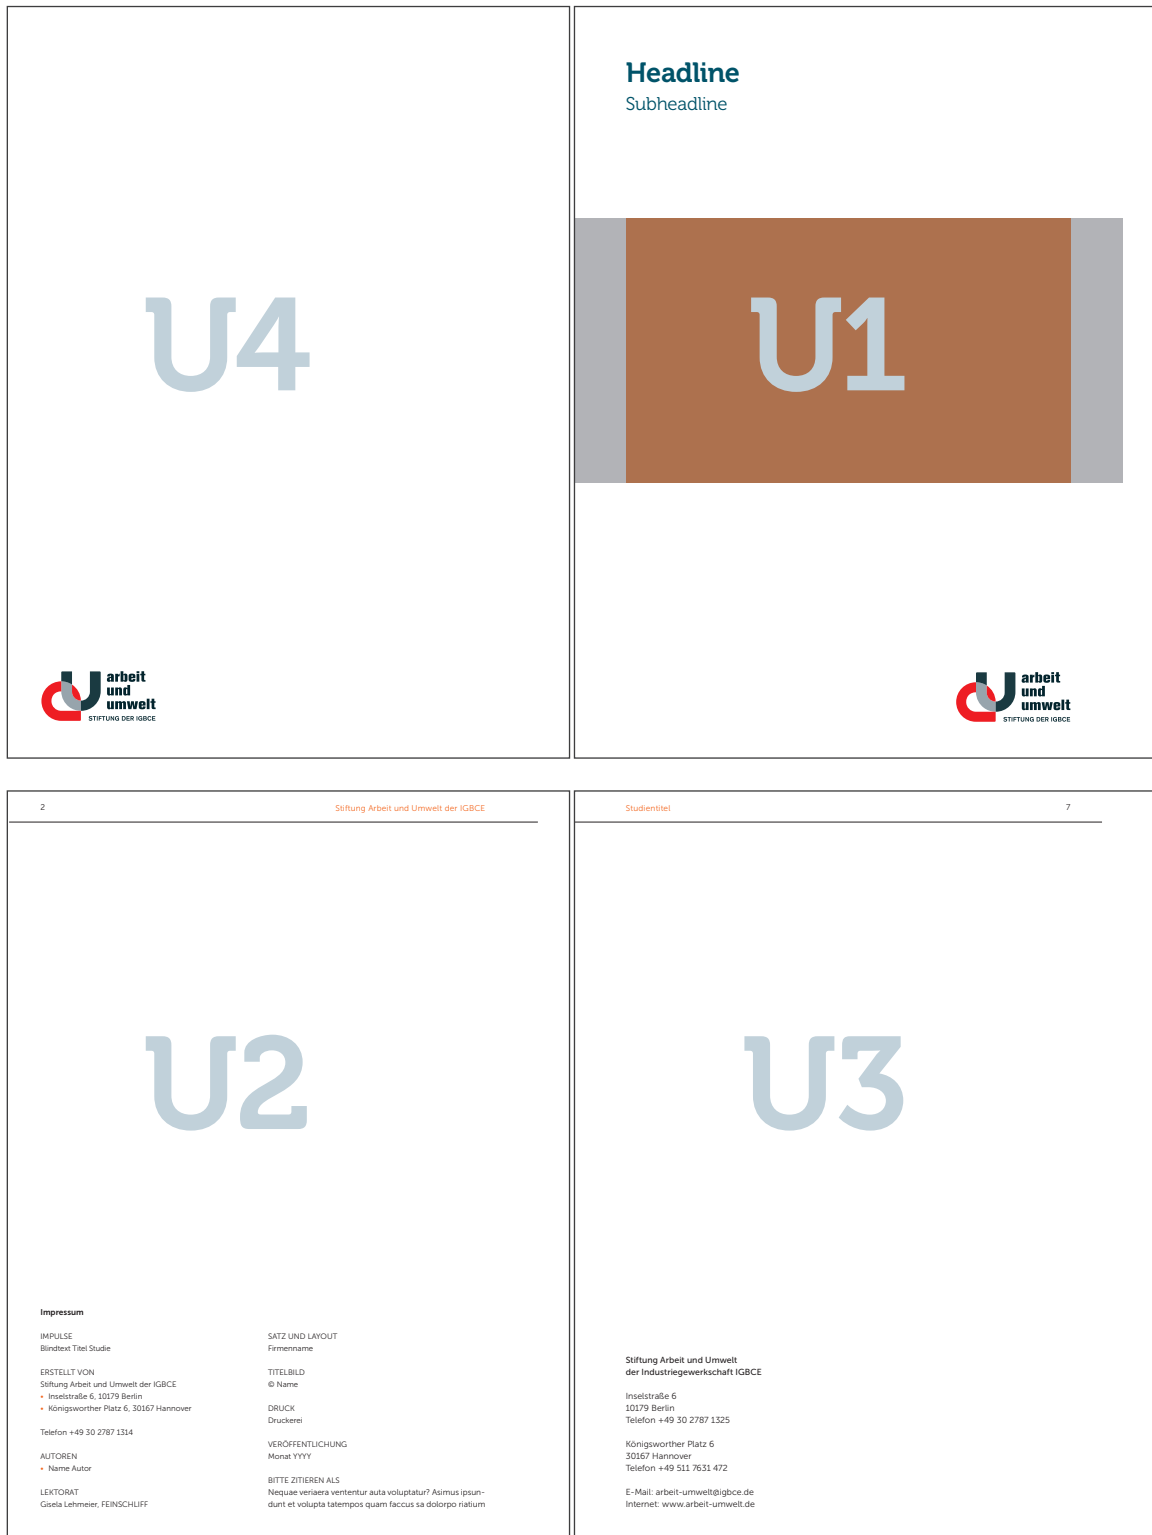 U4
arbeit
und
umwelt
STIFTUNG DER IGBCE
Headline
Subheadline
U1
arbeit
und
umwelt
STIFTUNG DER IGBCE
2
Stiftung Arbeit und Umwelt der IGBCE
U2
Impressum
IMPULSE
Blindtext Titel Studie
ERSTELLT VON
Stiftung Arbeit und Umwelt der IGBCE
• Inselstraße 6, 10179 Berlin
• Königsworther Platz 6, 30167 Hannover
Telefon +49 30 2787 1314
AUTOREN
• Name Autor
LEKTORAT
Gisela Lehmeier, FEINSCHLIFF
SATZ UND LAYOUT
Firmenname
TITELBILD
© Name
DRUCK
Druckerei
VERÖFFENTLICHUNG
Monat YYYY
BITTE ZITIEREN ALS
Nequae veriaera vententur auta voluptatur? Asimus ipsun-
dunt et volupta tatempos quam faccus sa dolorpo riatium
Studientitel
7
U3
Stiftung Arbeit und Umwelt
der Industriegewerkschaft IGBCE
Inselstraße 6
10179 Berlin
Telefon +49 30 2787 1325
Königsworther Platz 6
30167 Hannover
Telefon +49 511 7631 472
E-Mail: arbeit-umwelt@igbce.de
Internet: www.arbeit-umwelt.de